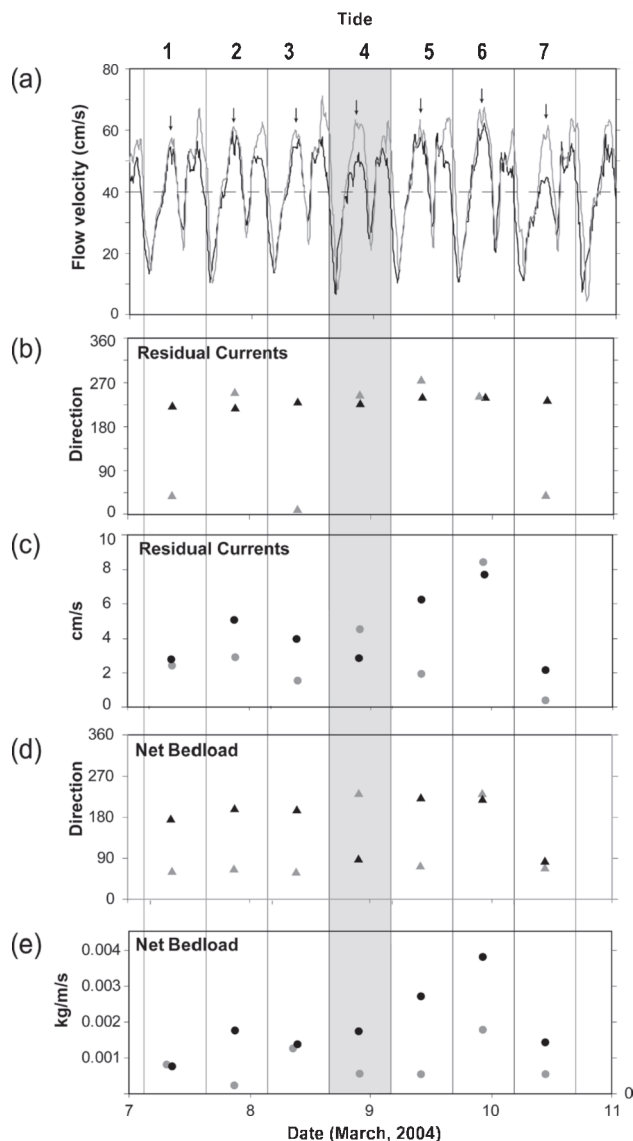 Tide
1 2 3 4 5 6 7
(a)
80
60
40
20
0
Flow velocity (cm/s)
(b)
Residual Currents
360
270
180
90
0
Direction
(c)
Residual Currents
10
8
6
4
2
0
cm/s
(d)
Net Bedload
360
270
180
90
0
Direction
(e)
Net Bedload
0.004
0.003
0.002
0.001
0
kg/m/s
7 8 9 10 11
Date (March, 2004)